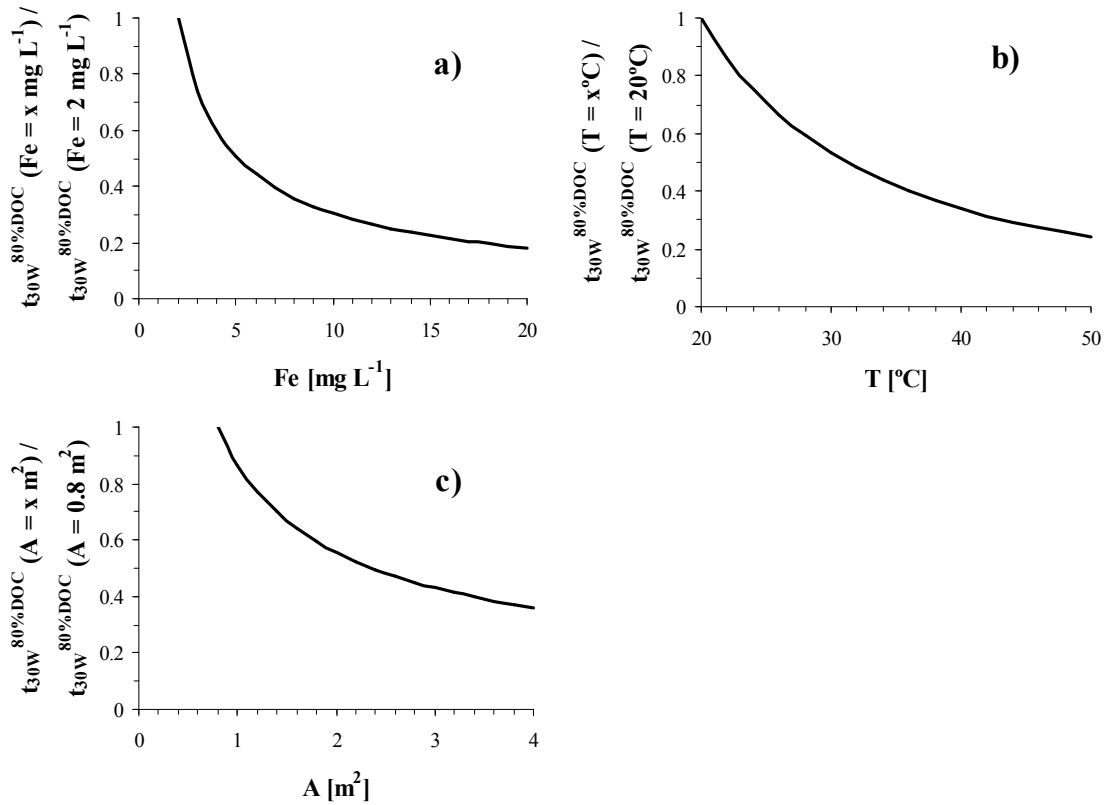 t30W80%DOC (Fe = x mg L-1) /
t30W80%DOC (Fe = 2 mg L-1)
1
0.8
0.6
0.4
0.2
0
a)
0 5 10 15 20
Fe [mg L-1]
t30W80%DOC (T = xºC) /
t30W80%DOC (T = 20ºC)
1
0.8
0.6
0.4
0.2
0
b)
20 30 40 50
T [ºC]
t30W80%DOC (A = x m2) /
t30W80%DOC (A = 0.8 m2)
1
0.8
0.6
0.4
0.2
0
c)
0 1 2 3 4
A [m2]